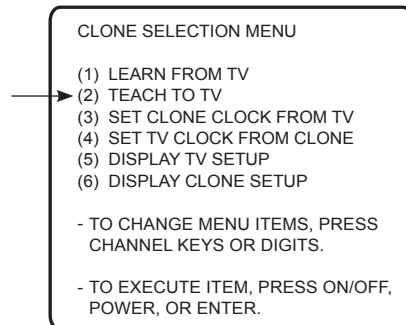 CLONE SELECTION MENU
(1) LEARN FROM TV
(2) TEACH TO TV
(3) SET CLONE CLOCK FROM TV
(4) SET TV CLOCK FROM CLONE
(5) DISPLAY TV SETUP
(6) DISPLAY CLONE SETUP
- TO CHANGE MENU ITEMS, PRESS
CHANNEL KEYS OR DIGITS.
- TO EXECUTE ITEM, PRESS ON/OFF,
POWER, OR ENTER.